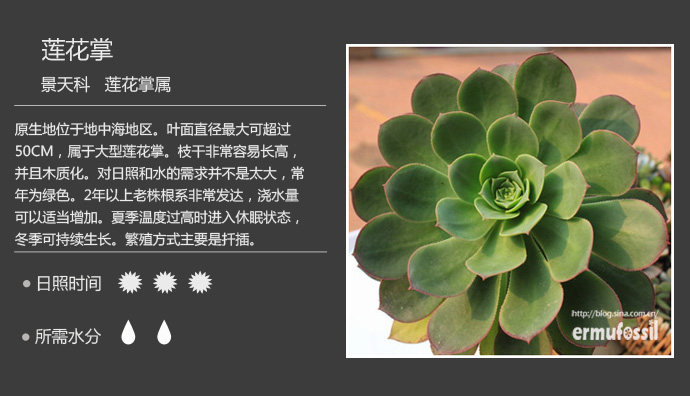 莲花掌
景天科 莲花掌属
原生地位于地中海地区。叶面直径最大可超过
50CM，属于大型莲花掌。枝干非常容易长高，
并且木质化。对日照和水的需求并不是太大，常
年为绿色。2年以上老株根系非常发达，浇水量
可以适当增加。夏季温度过高时进入休眠状态，
冬季可持续生长。繁殖方式主要是扦插。
日照时间
所需水分
http://blog.sina.com.cn/
ermufossil